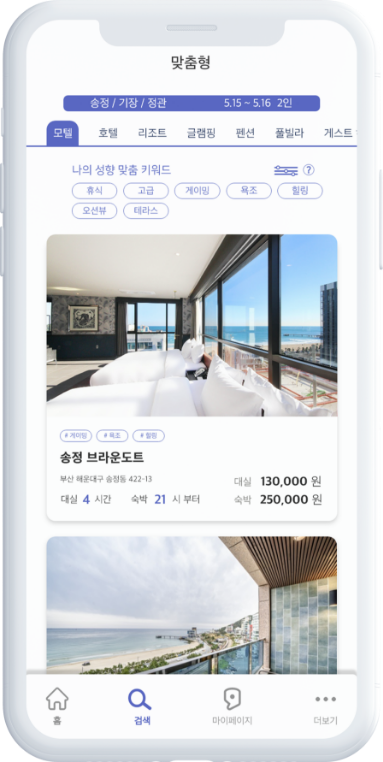 맞춤형
송정 / 기장 / 정관 5.15 ~ 5.16 2인
모텔 호텔 리조트 글램핑 펜션 풀빌라 게스트
나의 성향 맞춤 키워드 ?
휴식 고급 게이밍 욕조 힐링
오션뷰 테라스
# 게이밍 # 욕조 # 힐링
송정 브라운도트
부산 해운대구 송정동 422-13 대실 130,000 원
대실 4 시간 숙박 21 시 부터 숙박 250,000 원
홈 검색 마이페이지 더보기